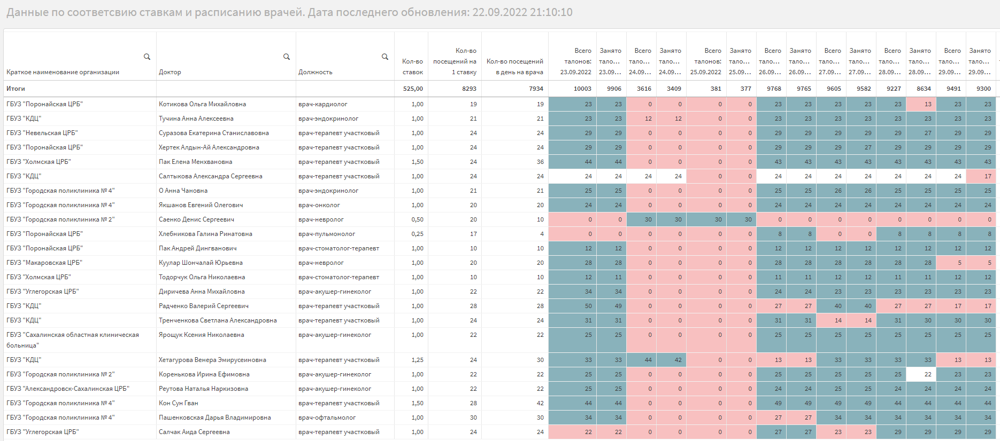 Данные по соответсвию ставкам и расписанию врачей. Дата последнего обновления: 22.09.2022 21:10:10
Краткое наименование организации Доктор Должность Кол-во ставок Кол-во посещений на 1 ставку Кол-во посещений в день на врача Всего талонов: 23.09.2022 Занято тало... 23.09... Всего тало... 24.09... Занято тало... 24.09... Всего талонов: 25.09.2022 Занято тало... 25.09... Всего тало... 26.09... Занято тало... 26.09... Всего тало... 27.09... Занято тало... 27.09... Всего тало... 28.09... Занято тало... 28.09... Всего тало... 29.09... Занято тало... 29.09...
Итоги 525,00 8293 7934 10003 9906 3616 3409 381 377 9768 9765 9605 9582 9227 8634 9491 9300
ГБУЗ "Поронайская ЦРБ" Котикова Ольга Михайловна врач-кардиолог 1,00 19 19 23 23 0 0 0 0 23 23 23 23 23 13 23 23
ГБУЗ "КДЦ" Тучина Анна Алексеевна врач-эндокринолог 1,00 21 21 23 23 12 12 0 0 23 23 23 23 23 23 23 23
ГБУЗ "Невельская ЦРБ" Суразова Екатерина Станиславовна врач-терапевт участковый 1,00 24 24 29 29 0 0 0 0 29 29 29 29 29 27 29 29
ГБУЗ "Поронайская ЦРБ" Хертек Алдын-Ай Александровна врач-терапевт участковый 1,00 24 24 29 29 0 0 0 0 29 29 29 27 29 29 29 29
ГБУЗ "Холмская ЦРБ" Пак Елена Менхвановна врач-терапевт участковый 1,50 24 36 44 44 0 0 0 0 43 43 43 43 43 43 43 43
ГБУЗ "КДЦ" Салтыкова Александра Сергеевна врач-терапевт участковый 1,00 24 24 24 24 24 24 0 0 24 24 24 24 24 24 24 17
ГБУЗ "Городская поликлиника № 4" О Анна Чановна врач-эндокринолог 1,00 21 21 25 25 0 0 0 0 25 25 26 26 25 25 25 25
ГБУЗ "Городская поликлиника № 4" Якшанов Евгений Олегович врач-онколог 1,00 20 20 24 24 0 0 0 0 24 24 24 24 24 24 24 24
ГБУЗ "Городская поликлиника № 2" Саенко Денис Сергеевич врач-невролог 0,50 20 10 0 0 30 30 30 30 0 0 0 0 0 0 0 0
ГБУЗ "Поронайская ЦРБ" Хлебникова Галина Ринатовна врач-пульмонолог 0,25 17 4 0 0 0 0 0 0 8 8 0 0 8 8 8 8
ГБУЗ "Поронайская ЦРБ" Пак Андрей Дингванович врач-стоматолог-терапевт 1,00 10 10 12 12 0 0 0 0 12 12 12 12 12 12 12 12
ГБУЗ "Макаровская ЦРБ" Куулар Шончалай Юрьевна врач-невролог 1,00 20 20 28 28 0 0 0 0 28 28 28 28 28 28 5 5
ГБУЗ "Холмская ЦРБ" Тодорчук Ольга Николаевна врач-стоматолог-терапевт 1,00 10 10 12 11 0 0 0 0 11 11 12 12 11 11 12 12
ГБУЗ "Углегорская ЦРБ" Диричева Анна Михайловна врач-акушер-гинеколог 1,00 22 22 34 34 0 0 0 0 24 24 23 23 23 23 23 23
ГБУЗ "КДЦ" Радченко Валерий Сергеевич врач-терапевт участковый 1,00 28 28 50 49 0 0 0 0 27 27 40 40 27 27 17 17
ГБУЗ "КДЦ" Тренченкова Светлана Александровна врач-терапевт участковый 1,00 24 24 31 31 0 0 0 0 31 31 14 14 31 30 30 30
ГБУЗ "Сахалинская областная клиническая больница" Ярощук Ксения Николаевна врач-акушер-гинеколог 1,00 22 22 25 25 0 0 0 0 25 25 25 25 25 25 25 25
ГБУЗ "КДЦ" Хетагурова Венера Эмирусеиновна врач-терапевт участковый 1,25 24 30 33 33 44 42 0 0 13 13 33 33 33 33 13 13
ГБУЗ "Городская поликлиника № 2" Коренькова Ирина Ефимовна врач-акушер-гинеколог 1,00 22 22 25 25 0 0 0 0 25 25 25 25 25 22 23 23
ГБУЗ "Александровск-Сахалинская ЦРБ" Реутова Наталья Наркизовна врач-акушер-гинеколог 1,00 22 22 25 25 0 0 0 0 24 24 25 25 24 24 24 24
ГБУЗ "Городская поликлиника № 4" Кон Сун Гван врач-терапевт участковый 1,50 28 42 44 44 0 0 0 0 49 49 49 49 44 44 44 44
ГБУЗ "Городская поликлиника № 4" Пашенковская Дарья Владимировна врач-офтальмолог 1,00 30 30 34 34 0 0 0 0 27 27 34 34 34 34 34 34
ГБУЗ "Углегорская ЦРБ" Салчак Аида Сергеевна врач-терапевт участковый 1,00 24 24 22 22 0 0 0 0 27 27 23 23 29 29 29 29